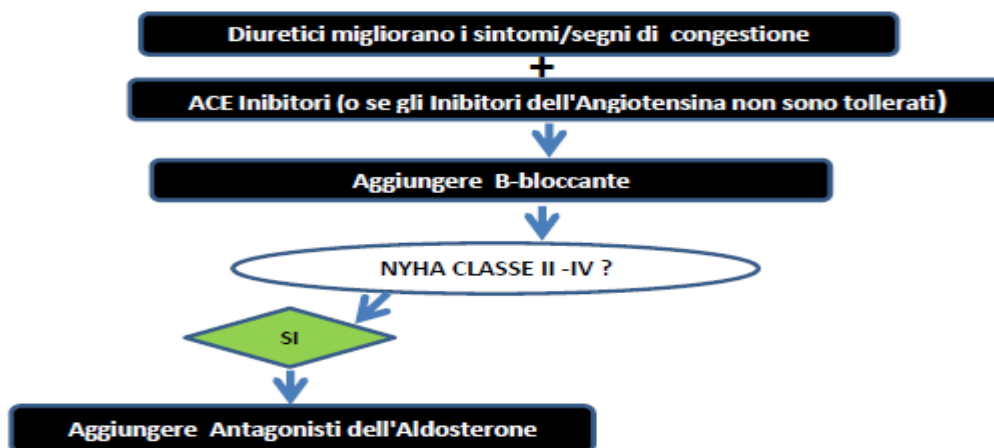 Diuretici migliorano i sintomi/segni di congestione
+
ACE Inibitori (o se gli Inibitori dell'Angiotensina non sono tollerati)
Aggiungere B-bloccante
NYHA CLASSE II -IV ?
SI
Aggiungere Antagonisti dell'Aldosterone